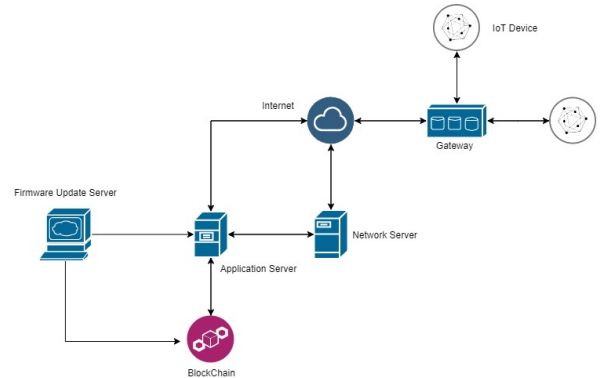 IoT Device
Internet
Gateway
Firmware Update Server
Network Server
Application Server
BlockChain